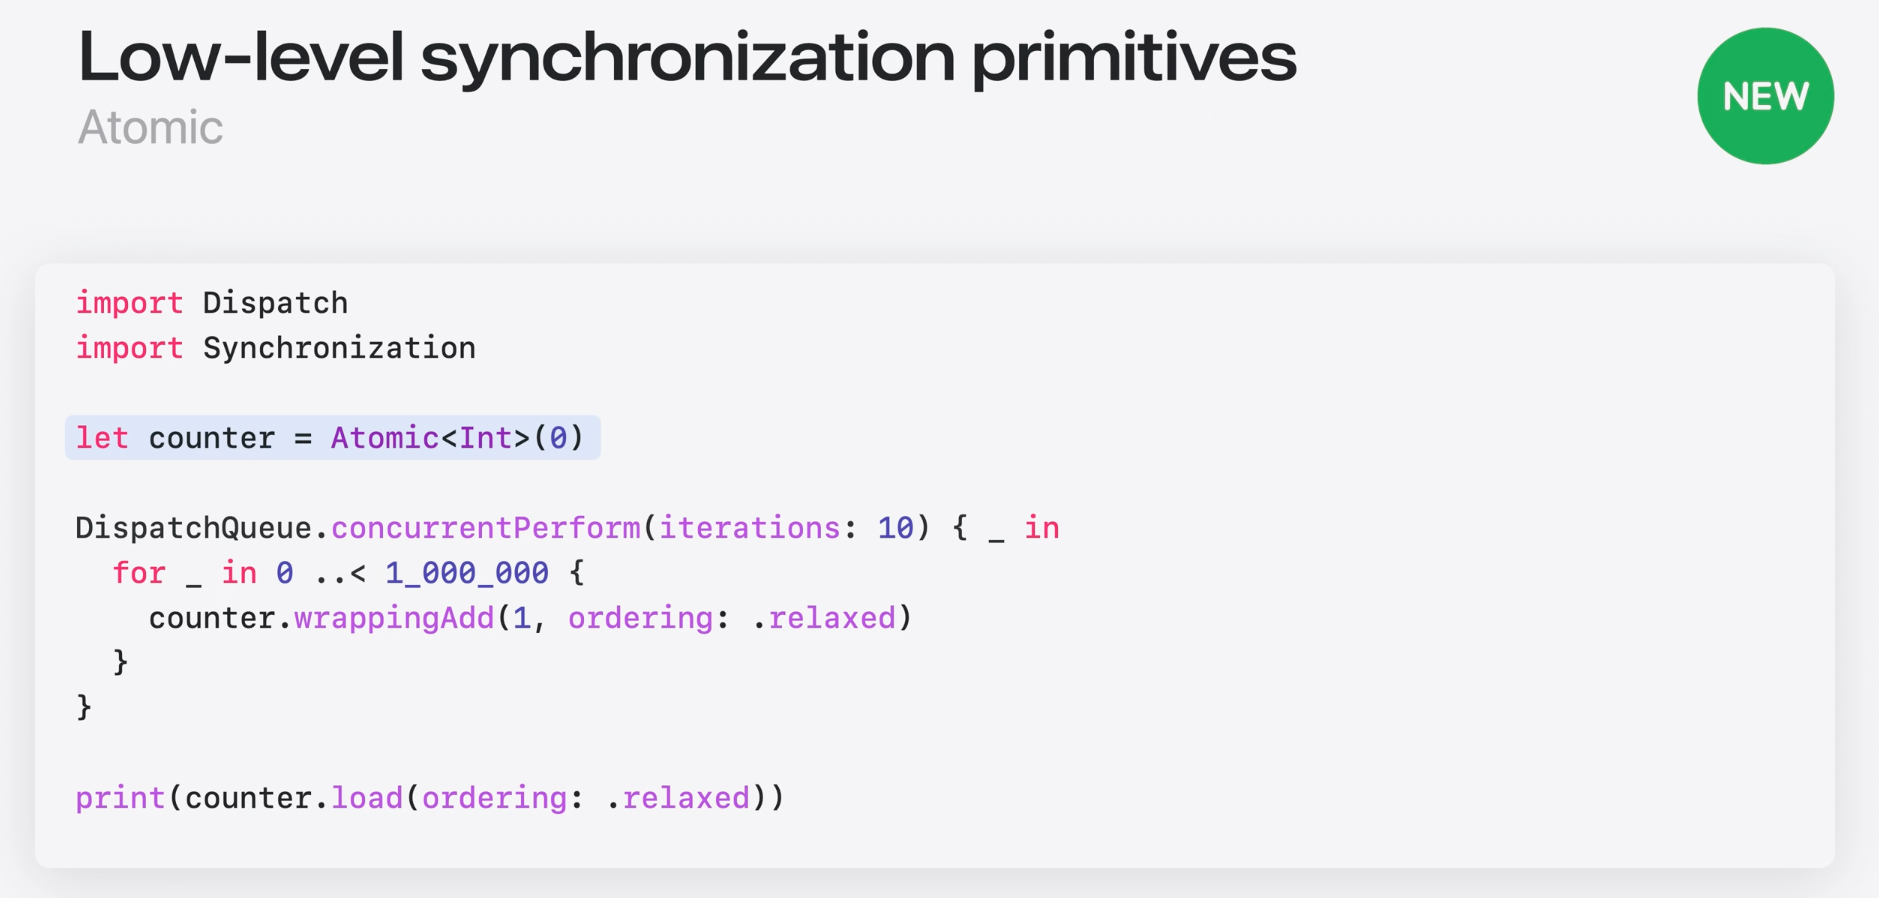 Low-level synchronization primitives
Atomic
NEW
import Dispatch
import Synchronization
let counter = Atomic<Int>(0)
DispatchQueue.concurrentPerform(iterations: 10) { _ in
  for _ in 0 ..< 1_000_000 {
    counter.wrappingAdd(1, ordering: .relaxed)
  }
}
print(counter.load(ordering: .relaxed))